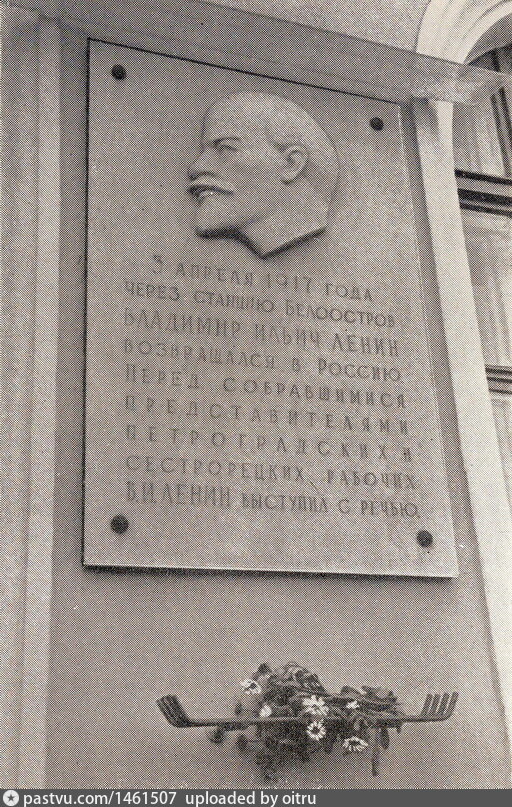 3 АПРЕЛЯ 1917 ГОДА
ЧЕРЕЗ СТАНЦИЮ БЕЛООСТРОВ
ВЛАДИМИР ИЛЬИЧ ЛЕНИН
ВОЗВРАЩАЛСЯ В РОССИЮ.
ПЕРЕД СОБРАВШИМИСЯ
ПРЕДСТАВИТЕЛЯМИ
ПЕТРОГРАДСКИХ И
СЕСТРОРЕЦКИХ РАБОЧИХ
В.И.ЛЕНИН ВЫСТУПИЛ С РЕЧЬЮ.
pastvu.com/1461507 uploaded by oitru